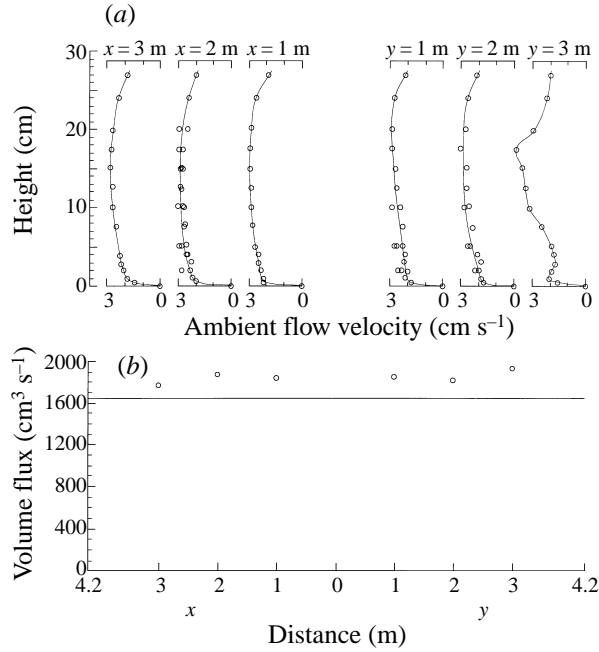 (a)
x = 3 m x = 2 m x = 1 m y = 1 m y = 2 m y = 3 m
30
20
10
0
Height (cm)
3 0 3 0 3 0 3 0 3 0 3 0
Ambient flow velocity (cm s⁻¹)
(b)
2000
1600
1200
800
400
0
Volume flux (cm³ s⁻¹)
4.2 3 2 1 0 1 2 3 4.2
x y
Distance (m)